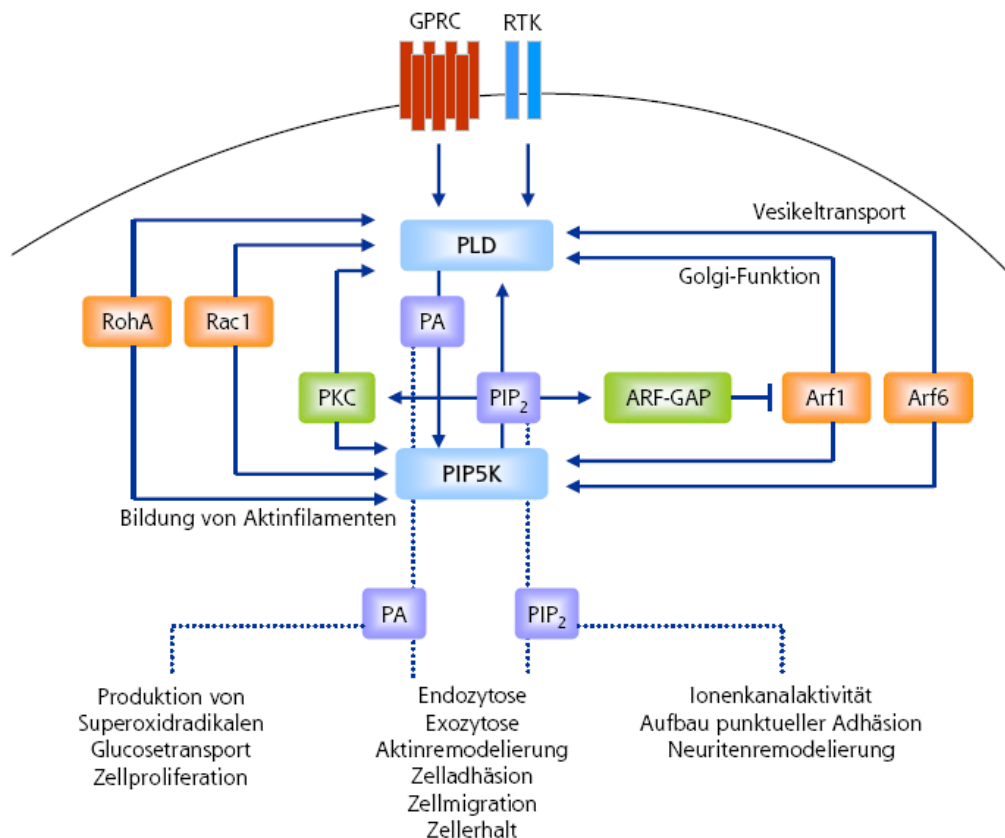 GPRC
RTK
Vesikeltransport
PLD
Golgi-Funktion
RohA
Rac1
PA
PKC
PIP₂
ARF-GAP
Arf1
Arf6
PIP5K
Bildung von Aktinfilamenten
PA
PIP₂
Produktion von
Superoxidradikalen
Glucosetransport
Zellproliferation
Endozytose
Exozytose
Aktinremodelierung
Zelladhäsion
Zellmigration
Zellerhalt
Ionenkanalaktivität
Aufbau punktueller Adhäsion
Neuritenremodelierung